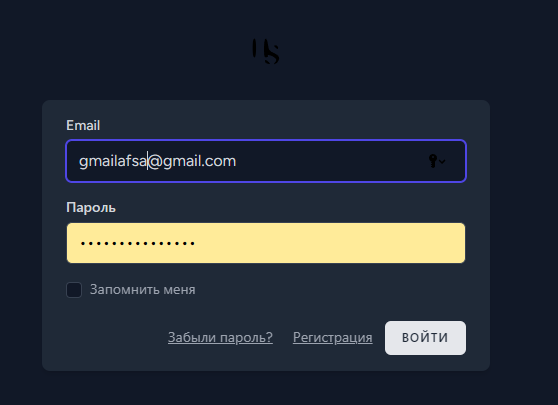 Email
gmailafsa@gmail.com
Пароль
Запомнить меня
Забыли пароль? Регистрация ВОЙТИ